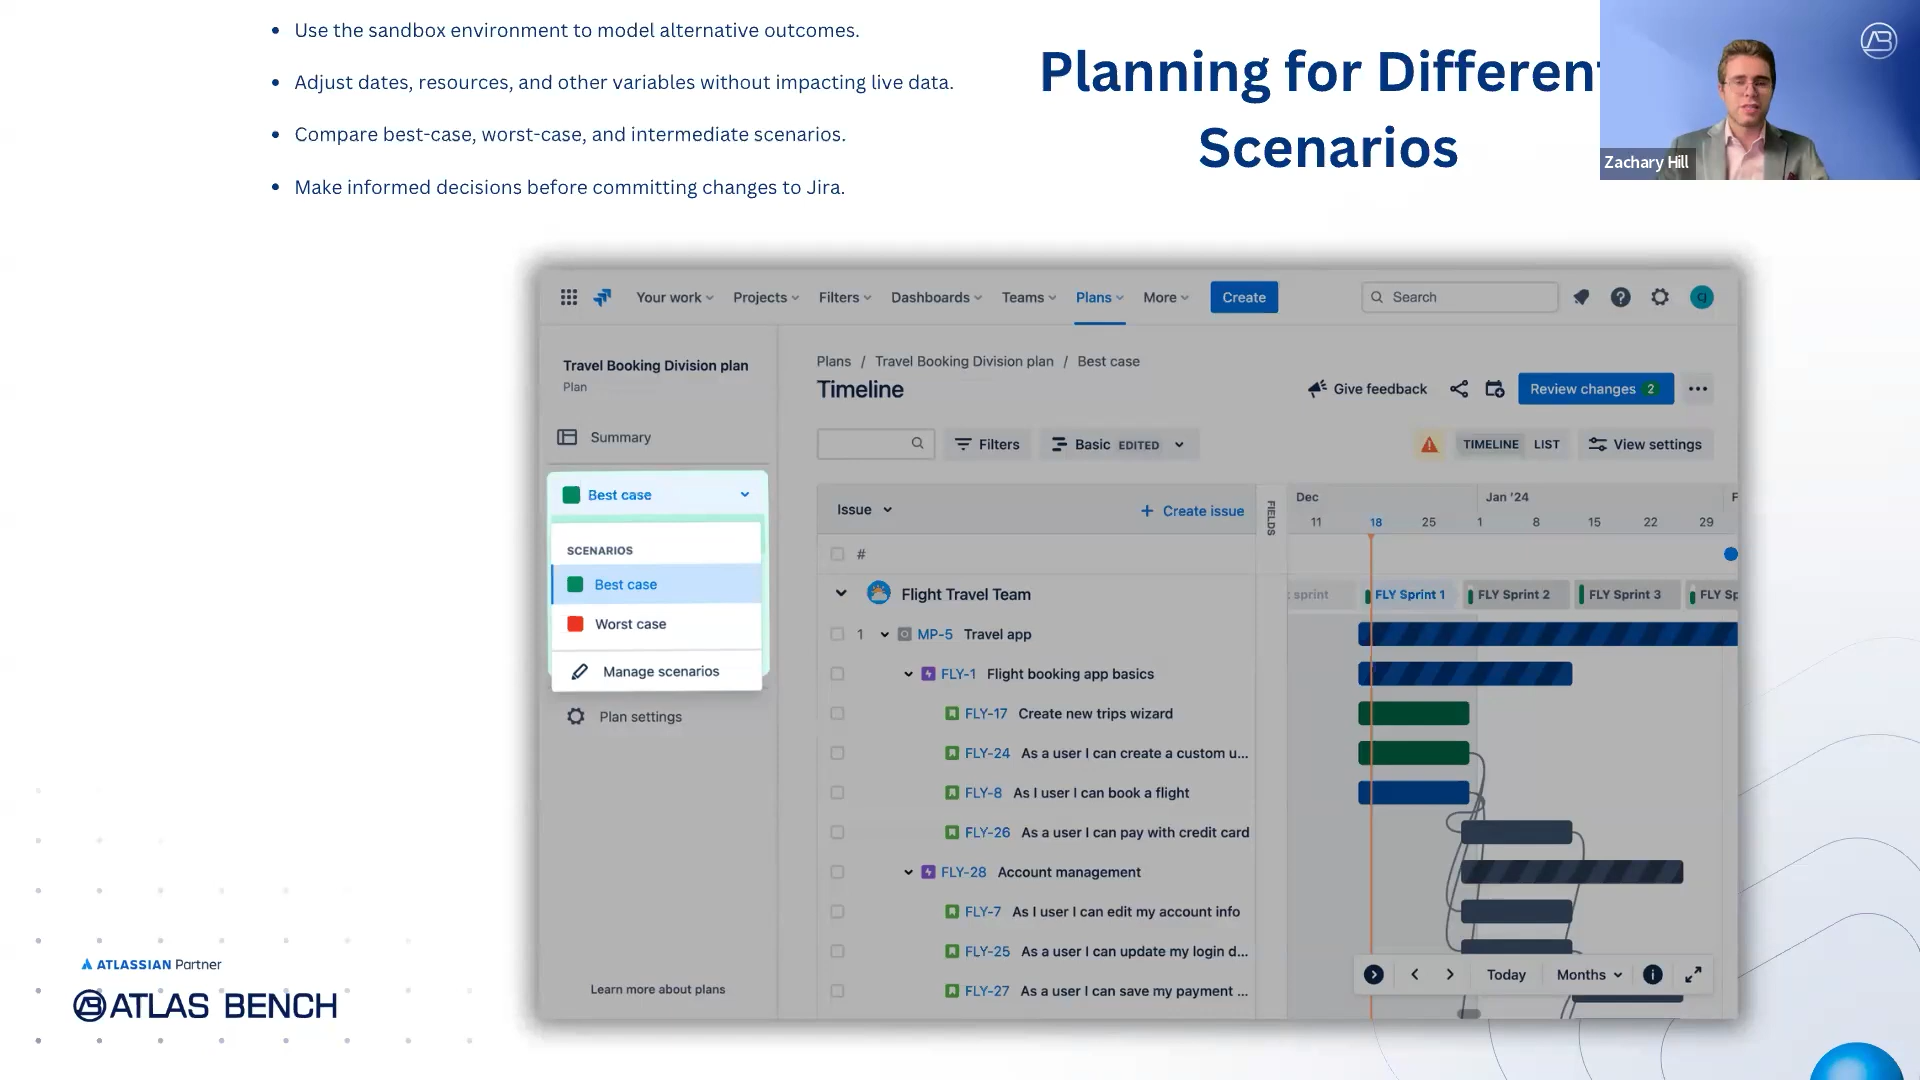 Use the sandbox environment to model alternative outcomes.
Adjust dates, resources, and other variables without impacting live data.
Compare best-case, worst-case, and intermediate scenarios.
Make informed decisions before committing changes to Jira.
Planning for Different
Scenarios
Zachary Hill
Your work
Projects
Filters
Dashboards
Teams
Plans
More
Create
Search
CJ
Travel Booking Division plan
Plan
Summary
Best case
SCENARIOS
Best case
Worst case
Manage scenarios
Plan settings
Learn more about plans
Plans / Travel Booking Division plan / Best case
Timeline
Give feedback
Review changes 2
Filters
Basic EDITED
TIMELINE
LIST
View settings
Issue
+ Create issue
FIELDS
Dec
Jan '24
F
11 18 25 1 8 15 22 29
#
Flight Travel Team
sprint
FLY Sprint 1
FLY Sprint 2
FLY Sprint 3
FLY Sp
1 MP-5 Travel app
FLY-1 Flight booking app basics
FLY-17 Create new trips wizard
FLY-24 As a user I can create a custom u...
FLY-8 As I user I can book a flight
FLY-26 As a user I can pay with credit card
FLY-28 Account management
FLY-7 As I user I can edit my account info
FLY-25 As a user I can update my login d...
FLY-27 As a user I can save my payment ...
Today
Months
ATLASSIAN Partner
ATLAS BENCH